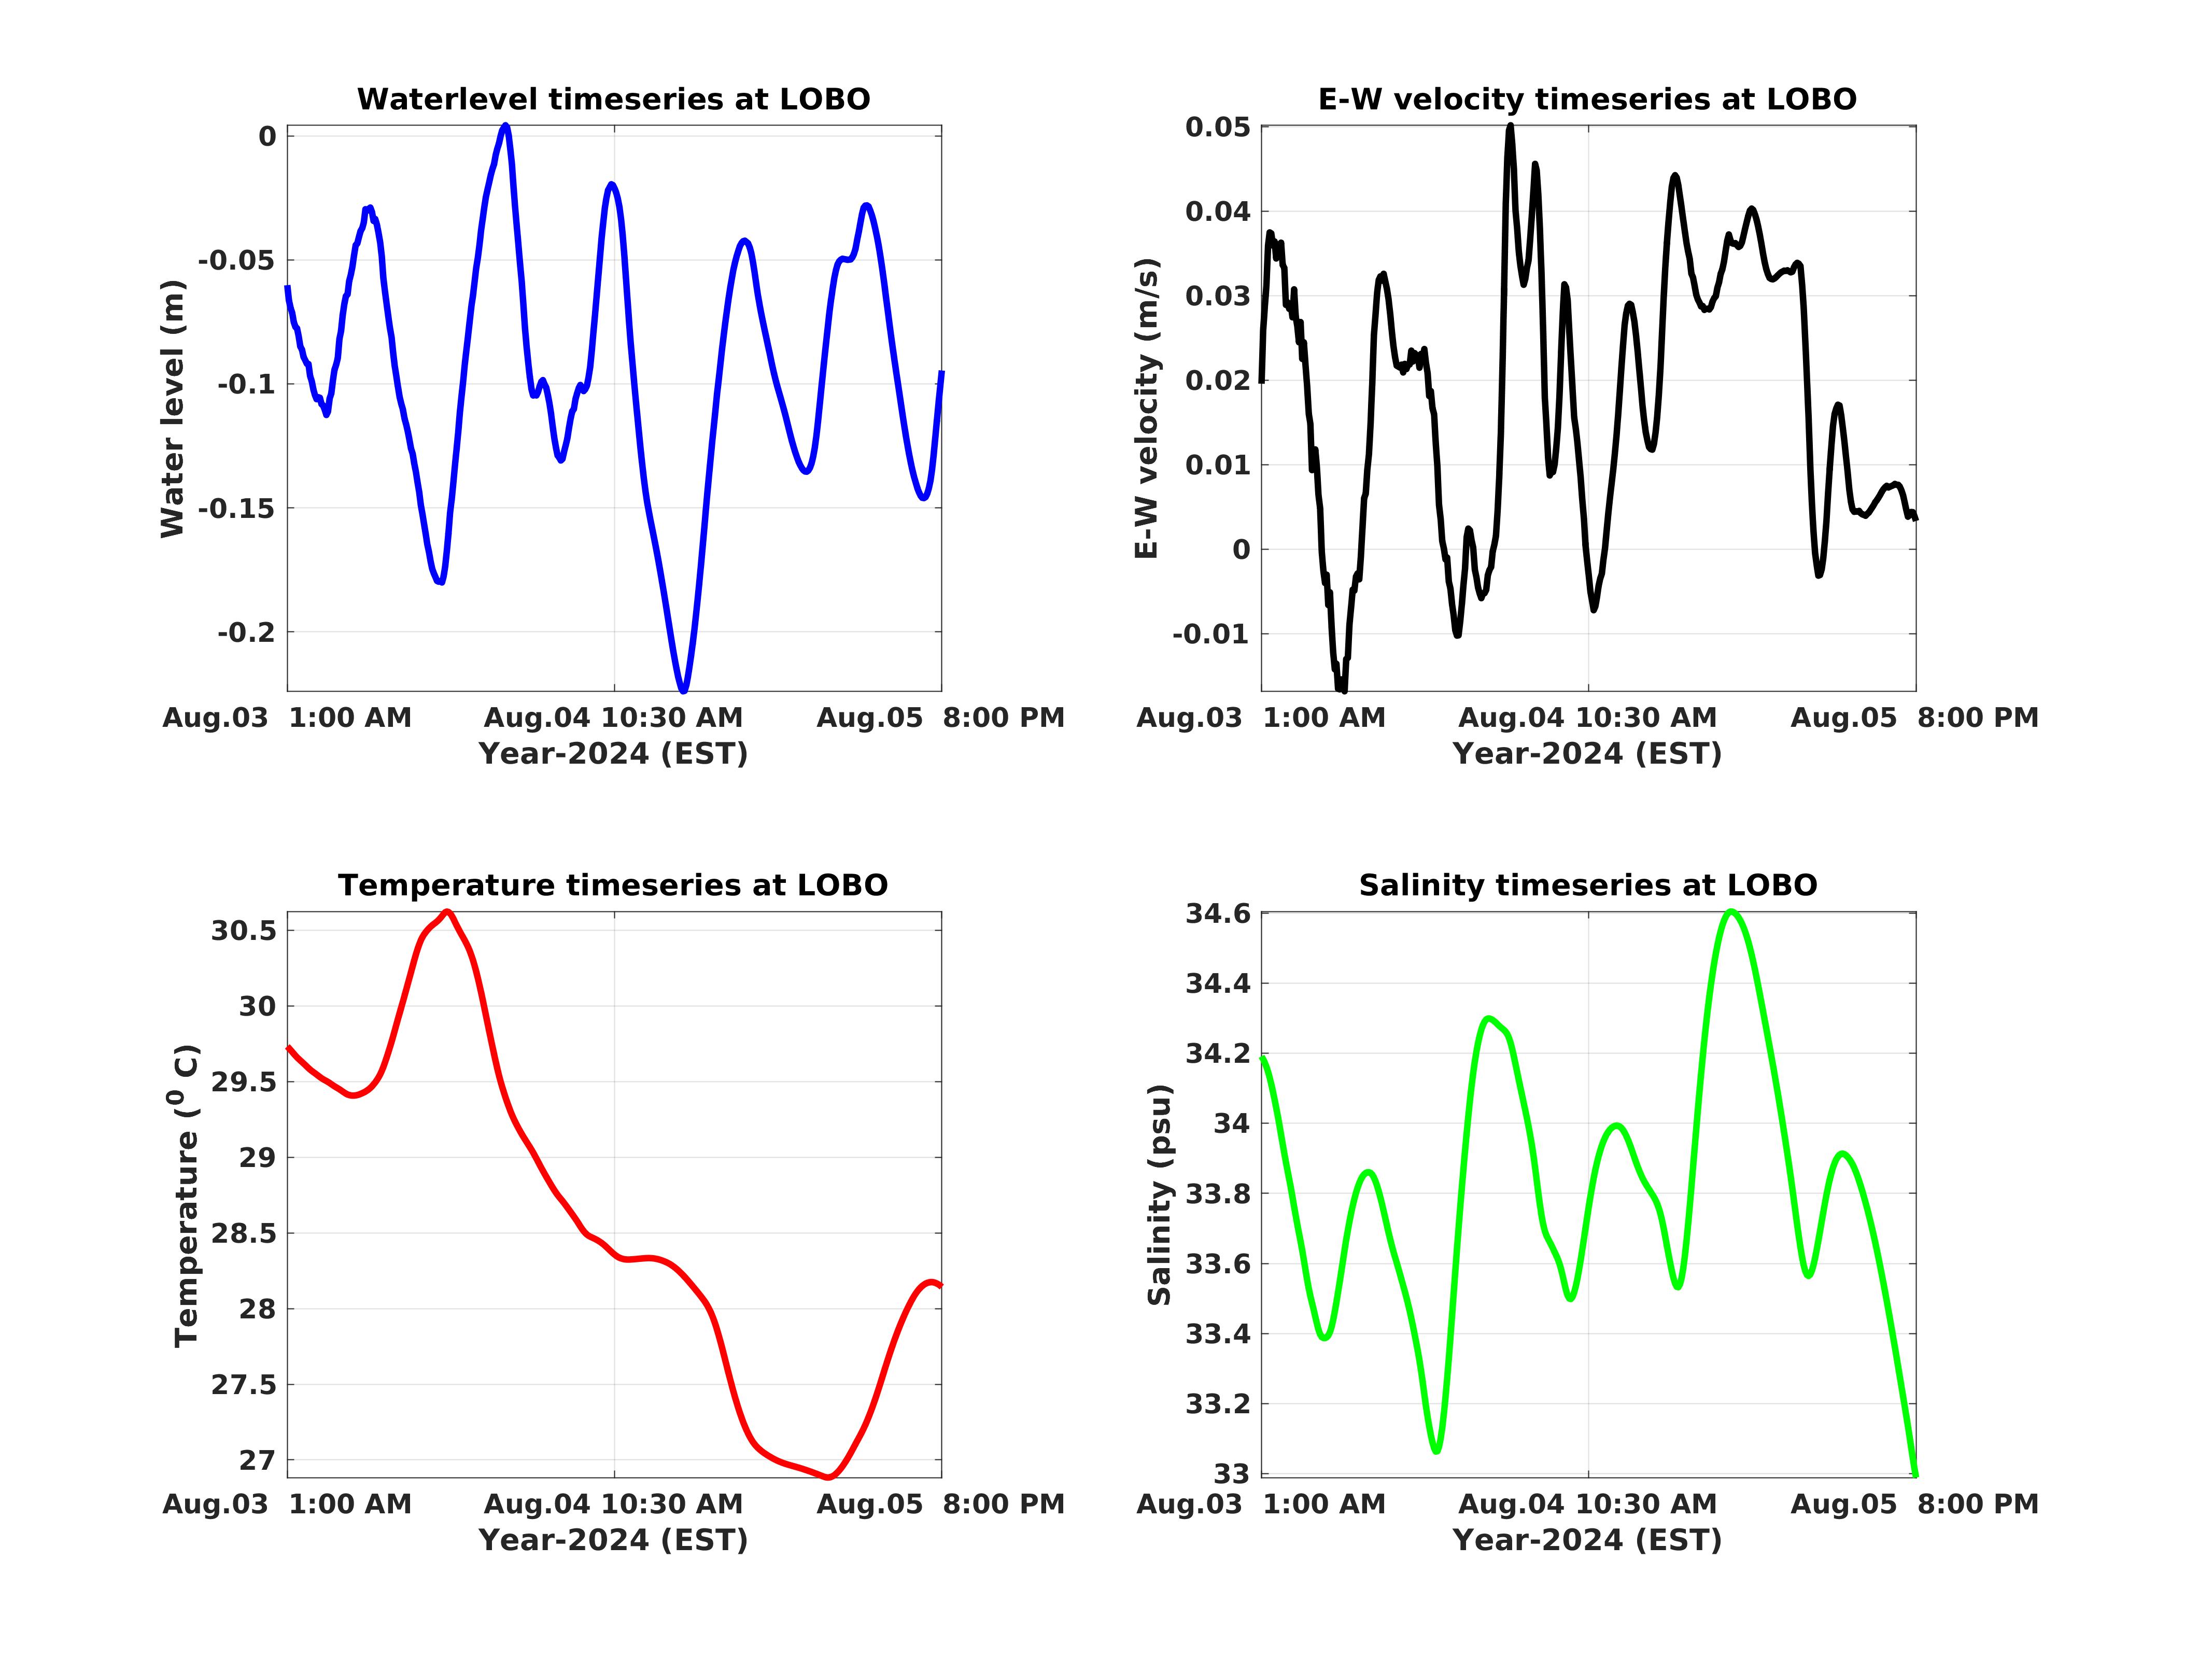 Waterlevel timeseries at LOBO
0
-0.05
-0.1
-0.15
-0.2
Water level (m)
Aug.03 1:00 AM
Aug.04 10:30 AM
Aug.05 8:00 PM
Year-2024 (EST)
E-W velocity timeseries at LOBO
0.05
0.04
0.03
0.02
0.01
0
-0.01
E-W velocity (m/s)
Aug.03 1:00 AM
Aug.04 10:30 AM
Aug.05 8:00 PM
Year-2024 (EST)
Temperature timeseries at LOBO
30.5
30
29.5
29
28.5
28
27.5
27
Temperature (⁰ C)
Aug.03 1:00 AM
Aug.04 10:30 AM
Aug.05 8:00 PM
Year-2024 (EST)
Salinity timeseries at LOBO
34.6
34.4
34.2
34
33.8
33.6
33.4
33.2
33
Salinity (psu)
Aug.03 1:00 AM
Aug.04 10:30 AM
Aug.05 8:00 PM
Year-2024 (EST)